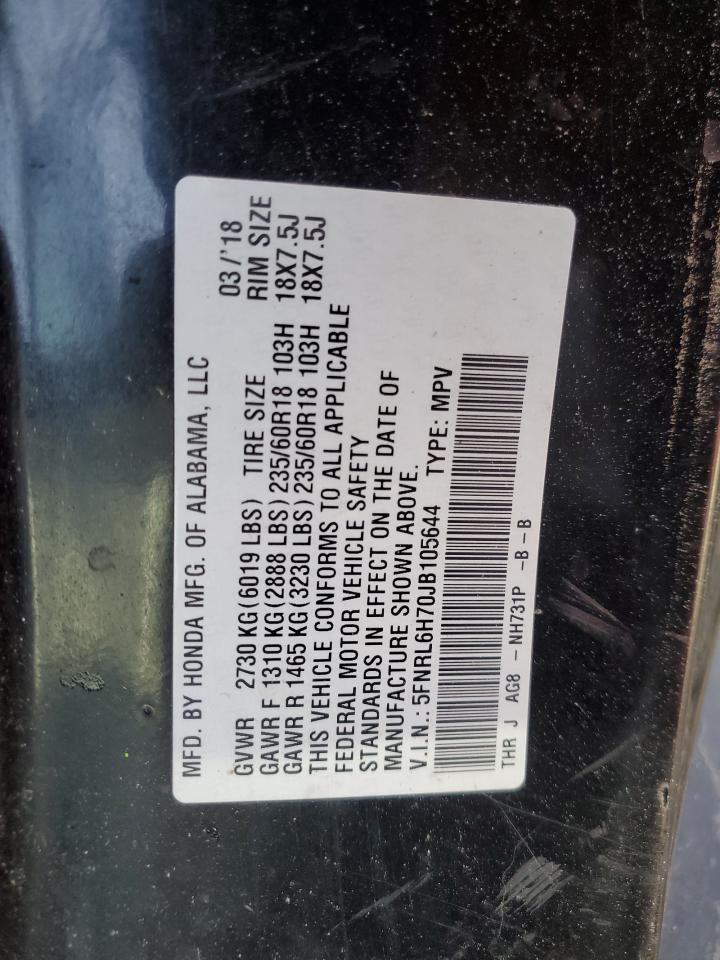 MFD. BY HONDA MFG. OF ALABAMA, LLC 03/'18
GVWR 2730 KG(6019 LBS) TIRE SIZE RIM SIZE
GAWR F 1310 KG(2888 LBS)235/60R18 103H 18X7.5J
GAWR R 1465 KG(3230 LBS)235/60R18 103H 18X7.5J
THIS VEHICLE CONFORMS TO ALL APPLICABLE
FEDERAL MOTOR VEHICLE SAFETY
STANDARDS IN EFFECT ON THE DATE OF
MANUFACTURE SHOWN ABOVE.
V.I.N.: 5FNRL6H70JB105644 TYPE: MPV
THR J AG8 - NH731P -B-B